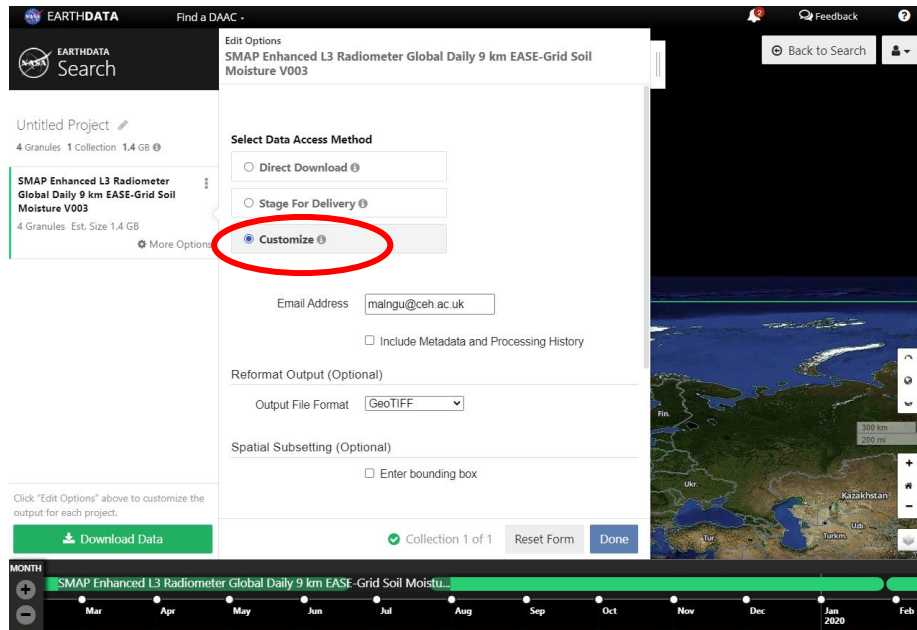 EARTHDATA
Find a DAAC
2
Feedback
?
EARTHDATA
Search
Untitled Project
4 Granules 1 Collection 1.4 GB
SMAP Enhanced L3 Radiometer
Global Daily 9 km EASE-Grid Soil
Moisture V003
4 Granules Est. Size 1.4 GB
More Options
Click "Edit Options" above to customize the
output for each project.
Download Data
Edit Options
SMAP Enhanced L3 Radiometer Global Daily 9 km EASE-Grid Soil
Moisture V003
Select Data Access Method
Direct Download
Stage For Delivery
Customize
Email Address malngu@ceh.ac.uk
Include Metadata and Processing History
Reformat Output (Optional)
Output File Format GeoTIFF
Spatial Subsetting (Optional)
Enter bounding box
Collection 1 of 1 Reset Form Done
Back to Search
Fin.
300 km
200 mi
Ukr.
Kazakhstan
Uzb.
Tur Turkm.
MONTH
SMAP Enhanced L3 Radiometer Global Daily 9 km EASE-Grid Soil Moistu...
Mar Apr May Jun Jul Aug Sep Oct Nov Dec Jan Feb
2020